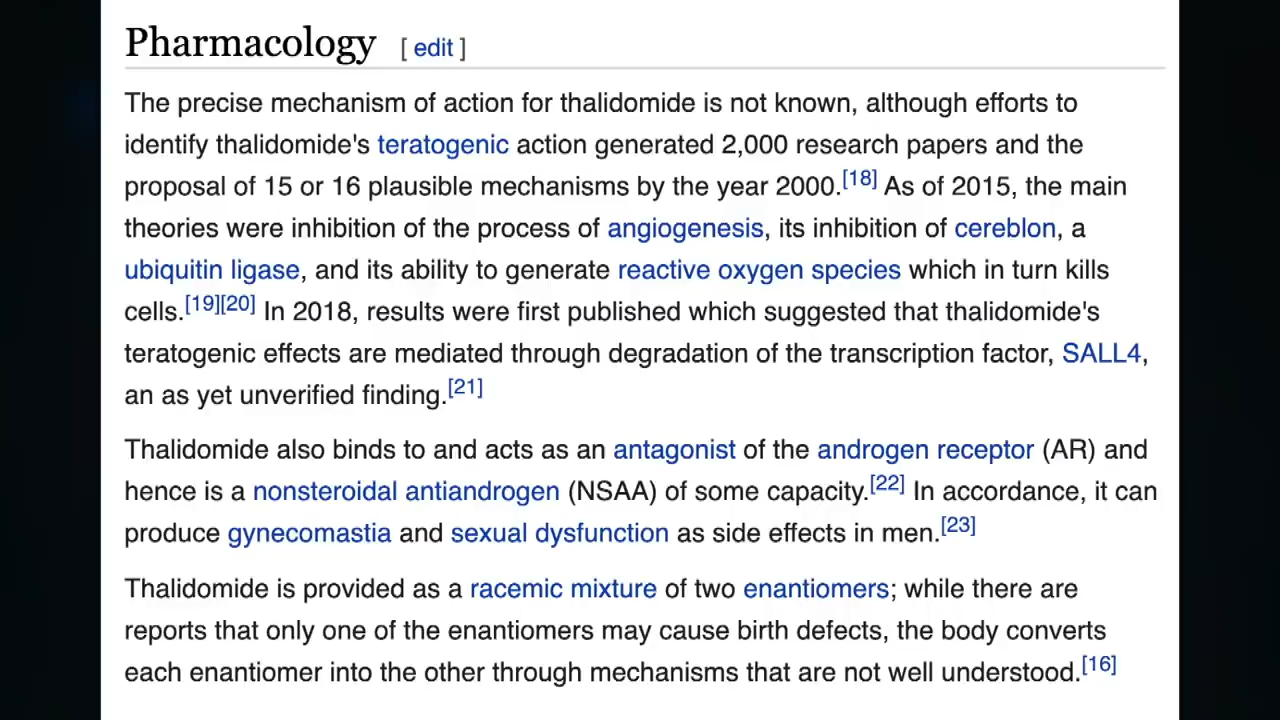 Pharmacology [ edit ]
The precise mechanism of action for thalidomide is not known, although efforts to
identify thalidomide's teratogenic action generated 2,000 research papers and the
proposal of 15 or 16 plausible mechanisms by the year 2000.[18] As of 2015, the main
theories were inhibition of the process of angiogenesis, its inhibition of cereblon, a
ubiquitin ligase, and its ability to generate reactive oxygen species which in turn kills
cells.[19][20] In 2018, results were first published which suggested that thalidomide's
teratogenic effects are mediated through degradation of the transcription factor, SALL4,
an as yet unverified finding.[21]
Thalidomide also binds to and acts as an antagonist of the androgen receptor (AR) and
hence is a nonsteroidal antiandrogen (NSAA) of some capacity.[22] In accordance, it can
produce gynecomastia and sexual dysfunction as side effects in men.[23]
Thalidomide is provided as a racemic mixture of two enantiomers; while there are
reports that only one of the enantiomers may cause birth defects, the body converts
each enantiomer into the other through mechanisms that are not well understood.[16]